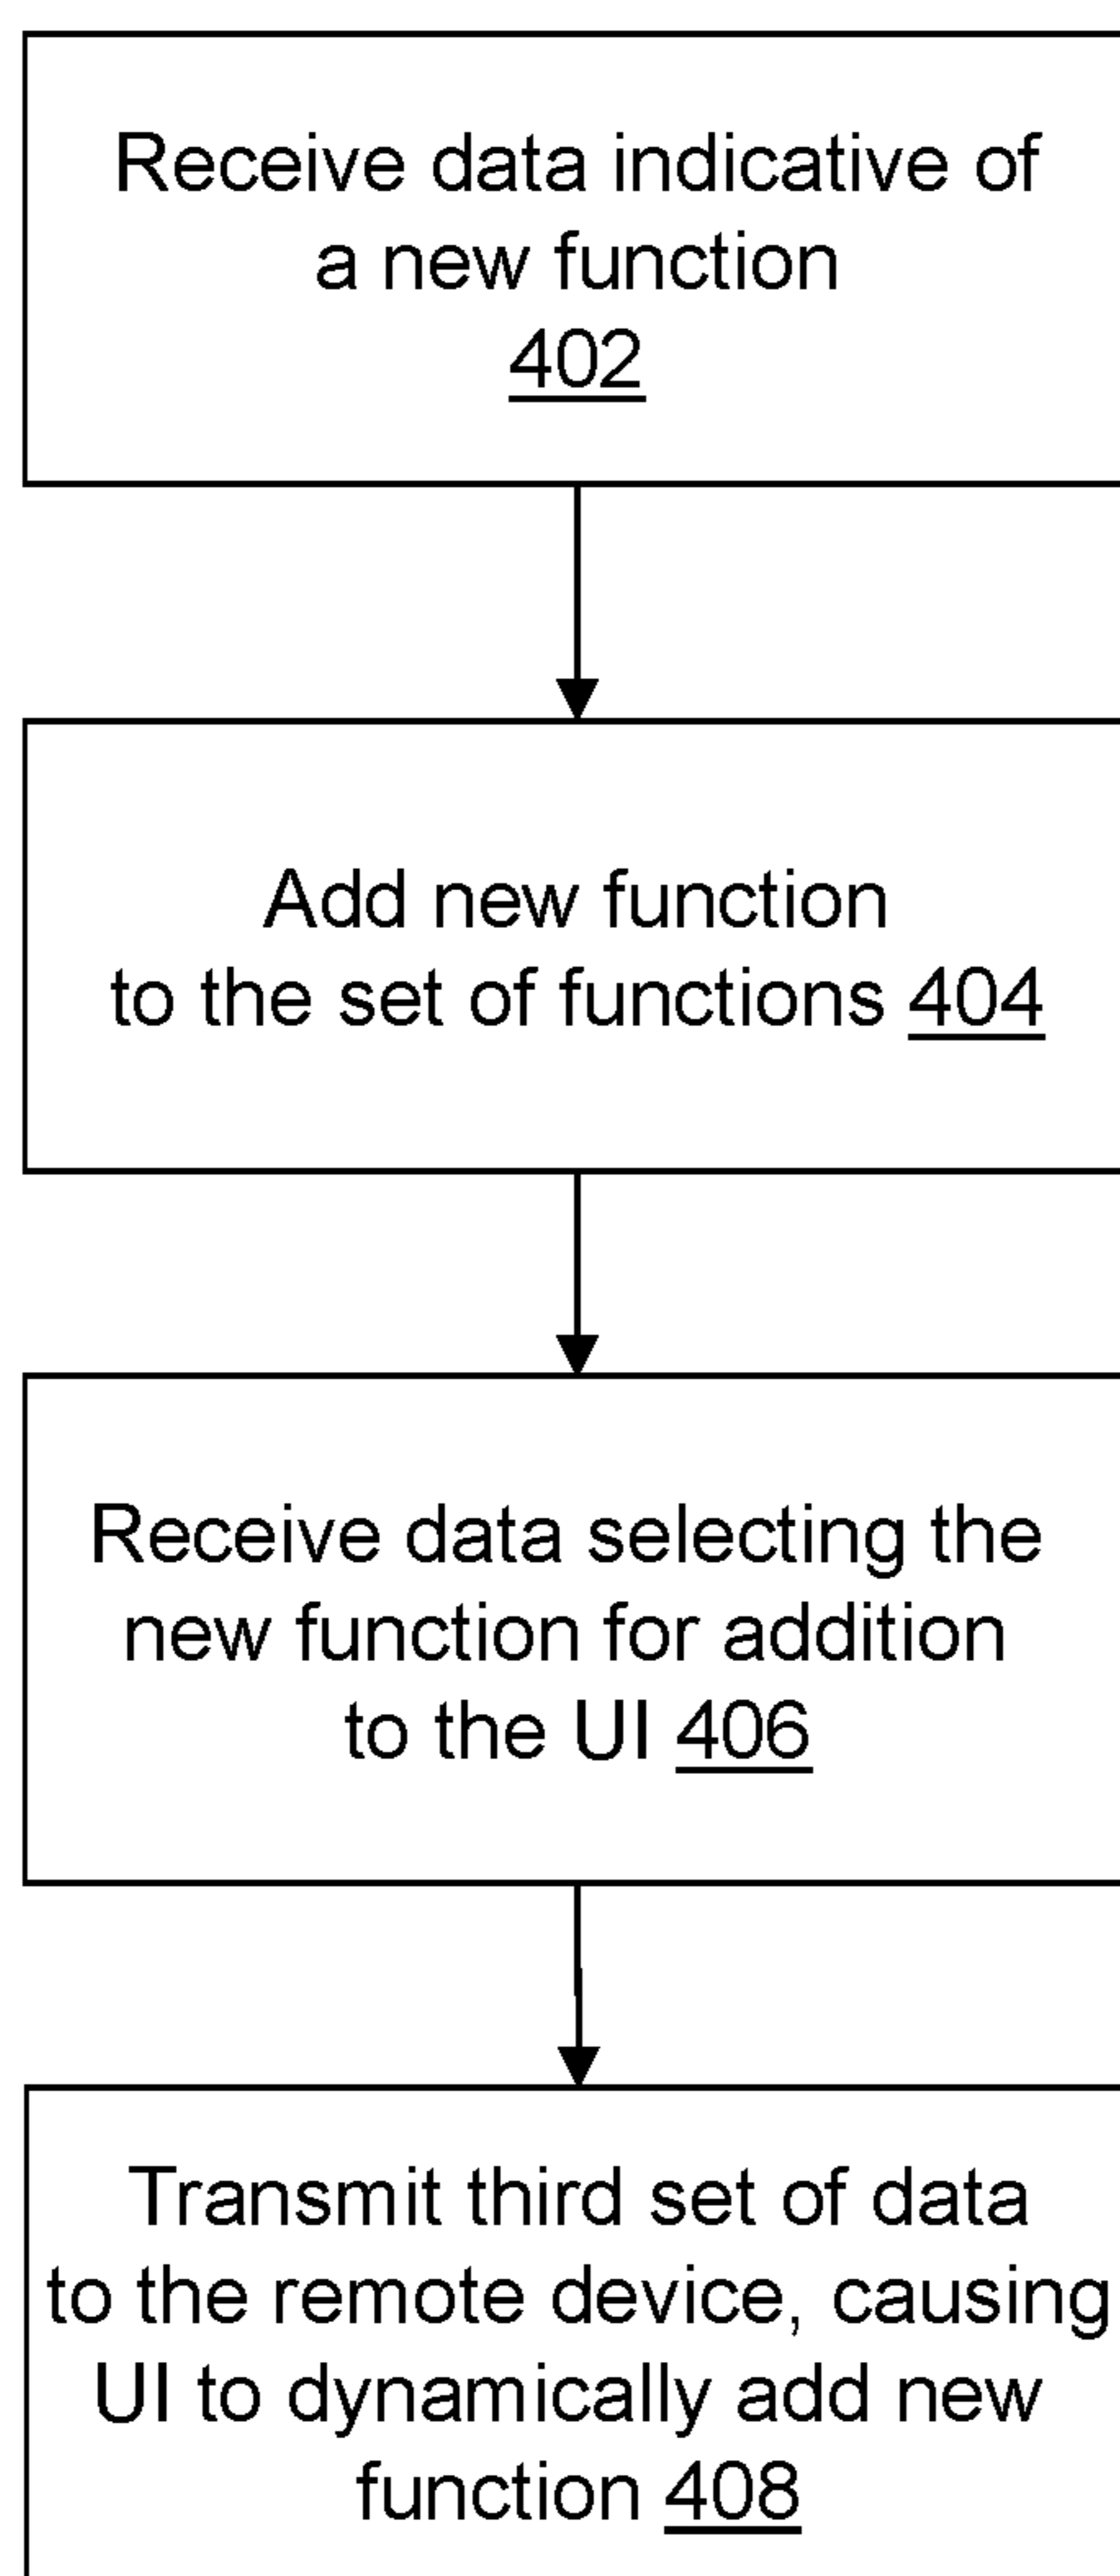 Receive data indicative of
a new function
402
Add new function
to the set of functions 404
Receive data selecting the
new function for addition
to the UI 406
Transmit third set of data
to the remote device, causing
UI to dynamically add new
function 408